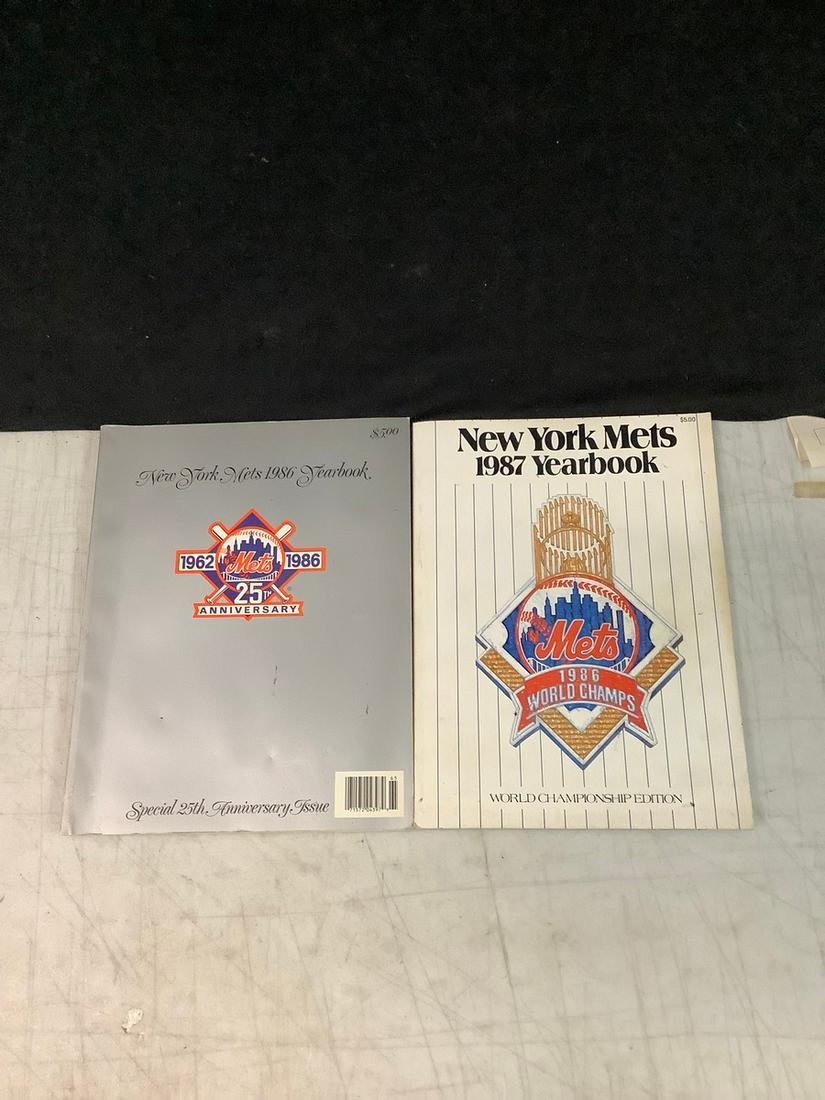 $5.00
New York Mets 1986 Yearbook
1962 Mets 1986
25TH
ANNIVERSARY
Special 25th Anniversary Issue
65
$5.00
New York Mets
1987 Yearbook
Mets
1986
WORLD CHAMPS
WORLD CHAMPIONSHIP EDITION